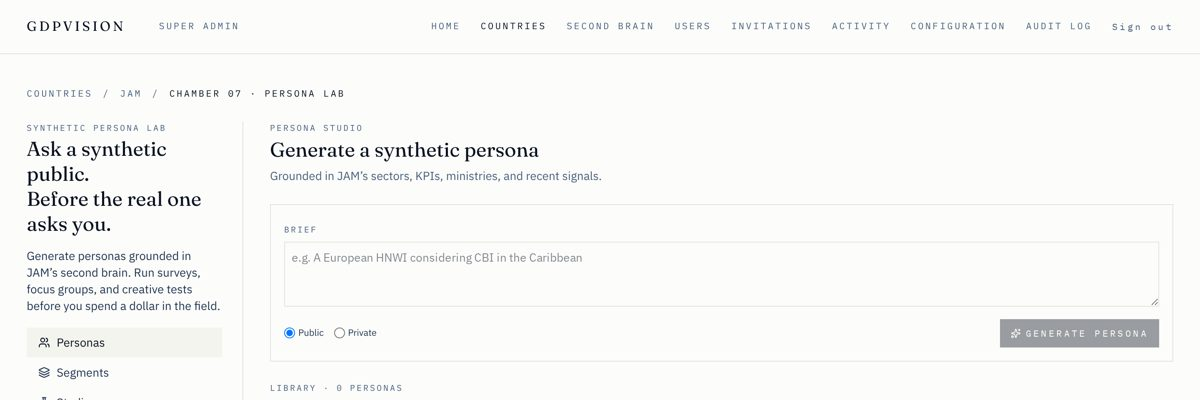 GDPVISION
SUPER ADMIN
HOME
COUNTRIES
SECOND BRAIN
USERS
INVITATIONS
ACTIVITY
CONFIGURATION
AUDIT LOG
Sign out
COUNTRIES / JAM / CHAMBER 07 · PERSONA LAB
SYNTHETIC PERSONA LAB
Ask a synthetic
public.
Before the real one
asks you.
Generate personas grounded in
JAM’s second brain. Run surveys,
focus groups, and creative tests
before you spend a dollar in the field.
Personas
Segments
PERSONA STUDIO
Generate a synthetic persona
Grounded in JAM’s sectors, KPIs, ministries, and recent signals.
BRIEF
e.g. A European HNWI considering CBI in the Caribbean
Public
Private
GENERATE PERSONA
LIBRARY · 0 PERSONAS